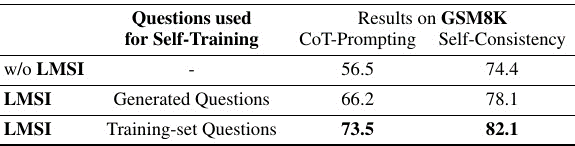 Questions used Results on GSM8K
for Self-Training CoT-Prompting Self-Consistency
w/o LMSI - 56.5 74.4
LMSI Generated Questions 66.2 78.1
LMSI Training-set Questions 73.5 82.1